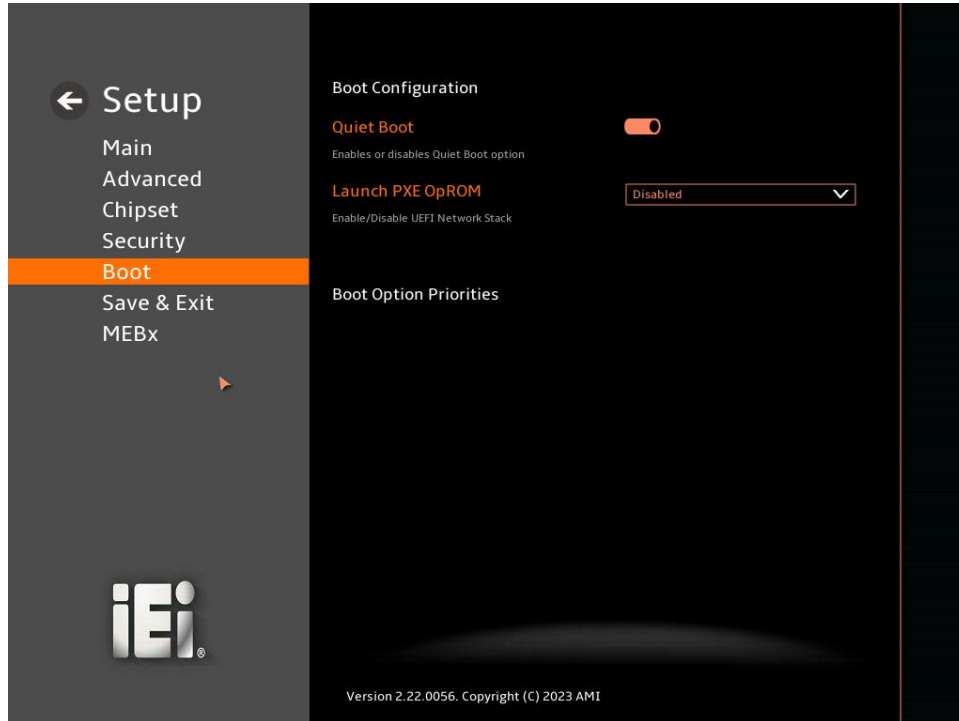 Setup
Main
Advanced
Chipset
Security
Boot
Save & Exit
MEBx
iEi®
Boot Configuration
Quiet Boot
Enables or disables Quiet Boot option
Launch PXE OpROM
Disabled
Enable/Disable UEFI Network Stack
Boot Option Priorities
Version 2.22.0056. Copyright (C) 2023 AMI